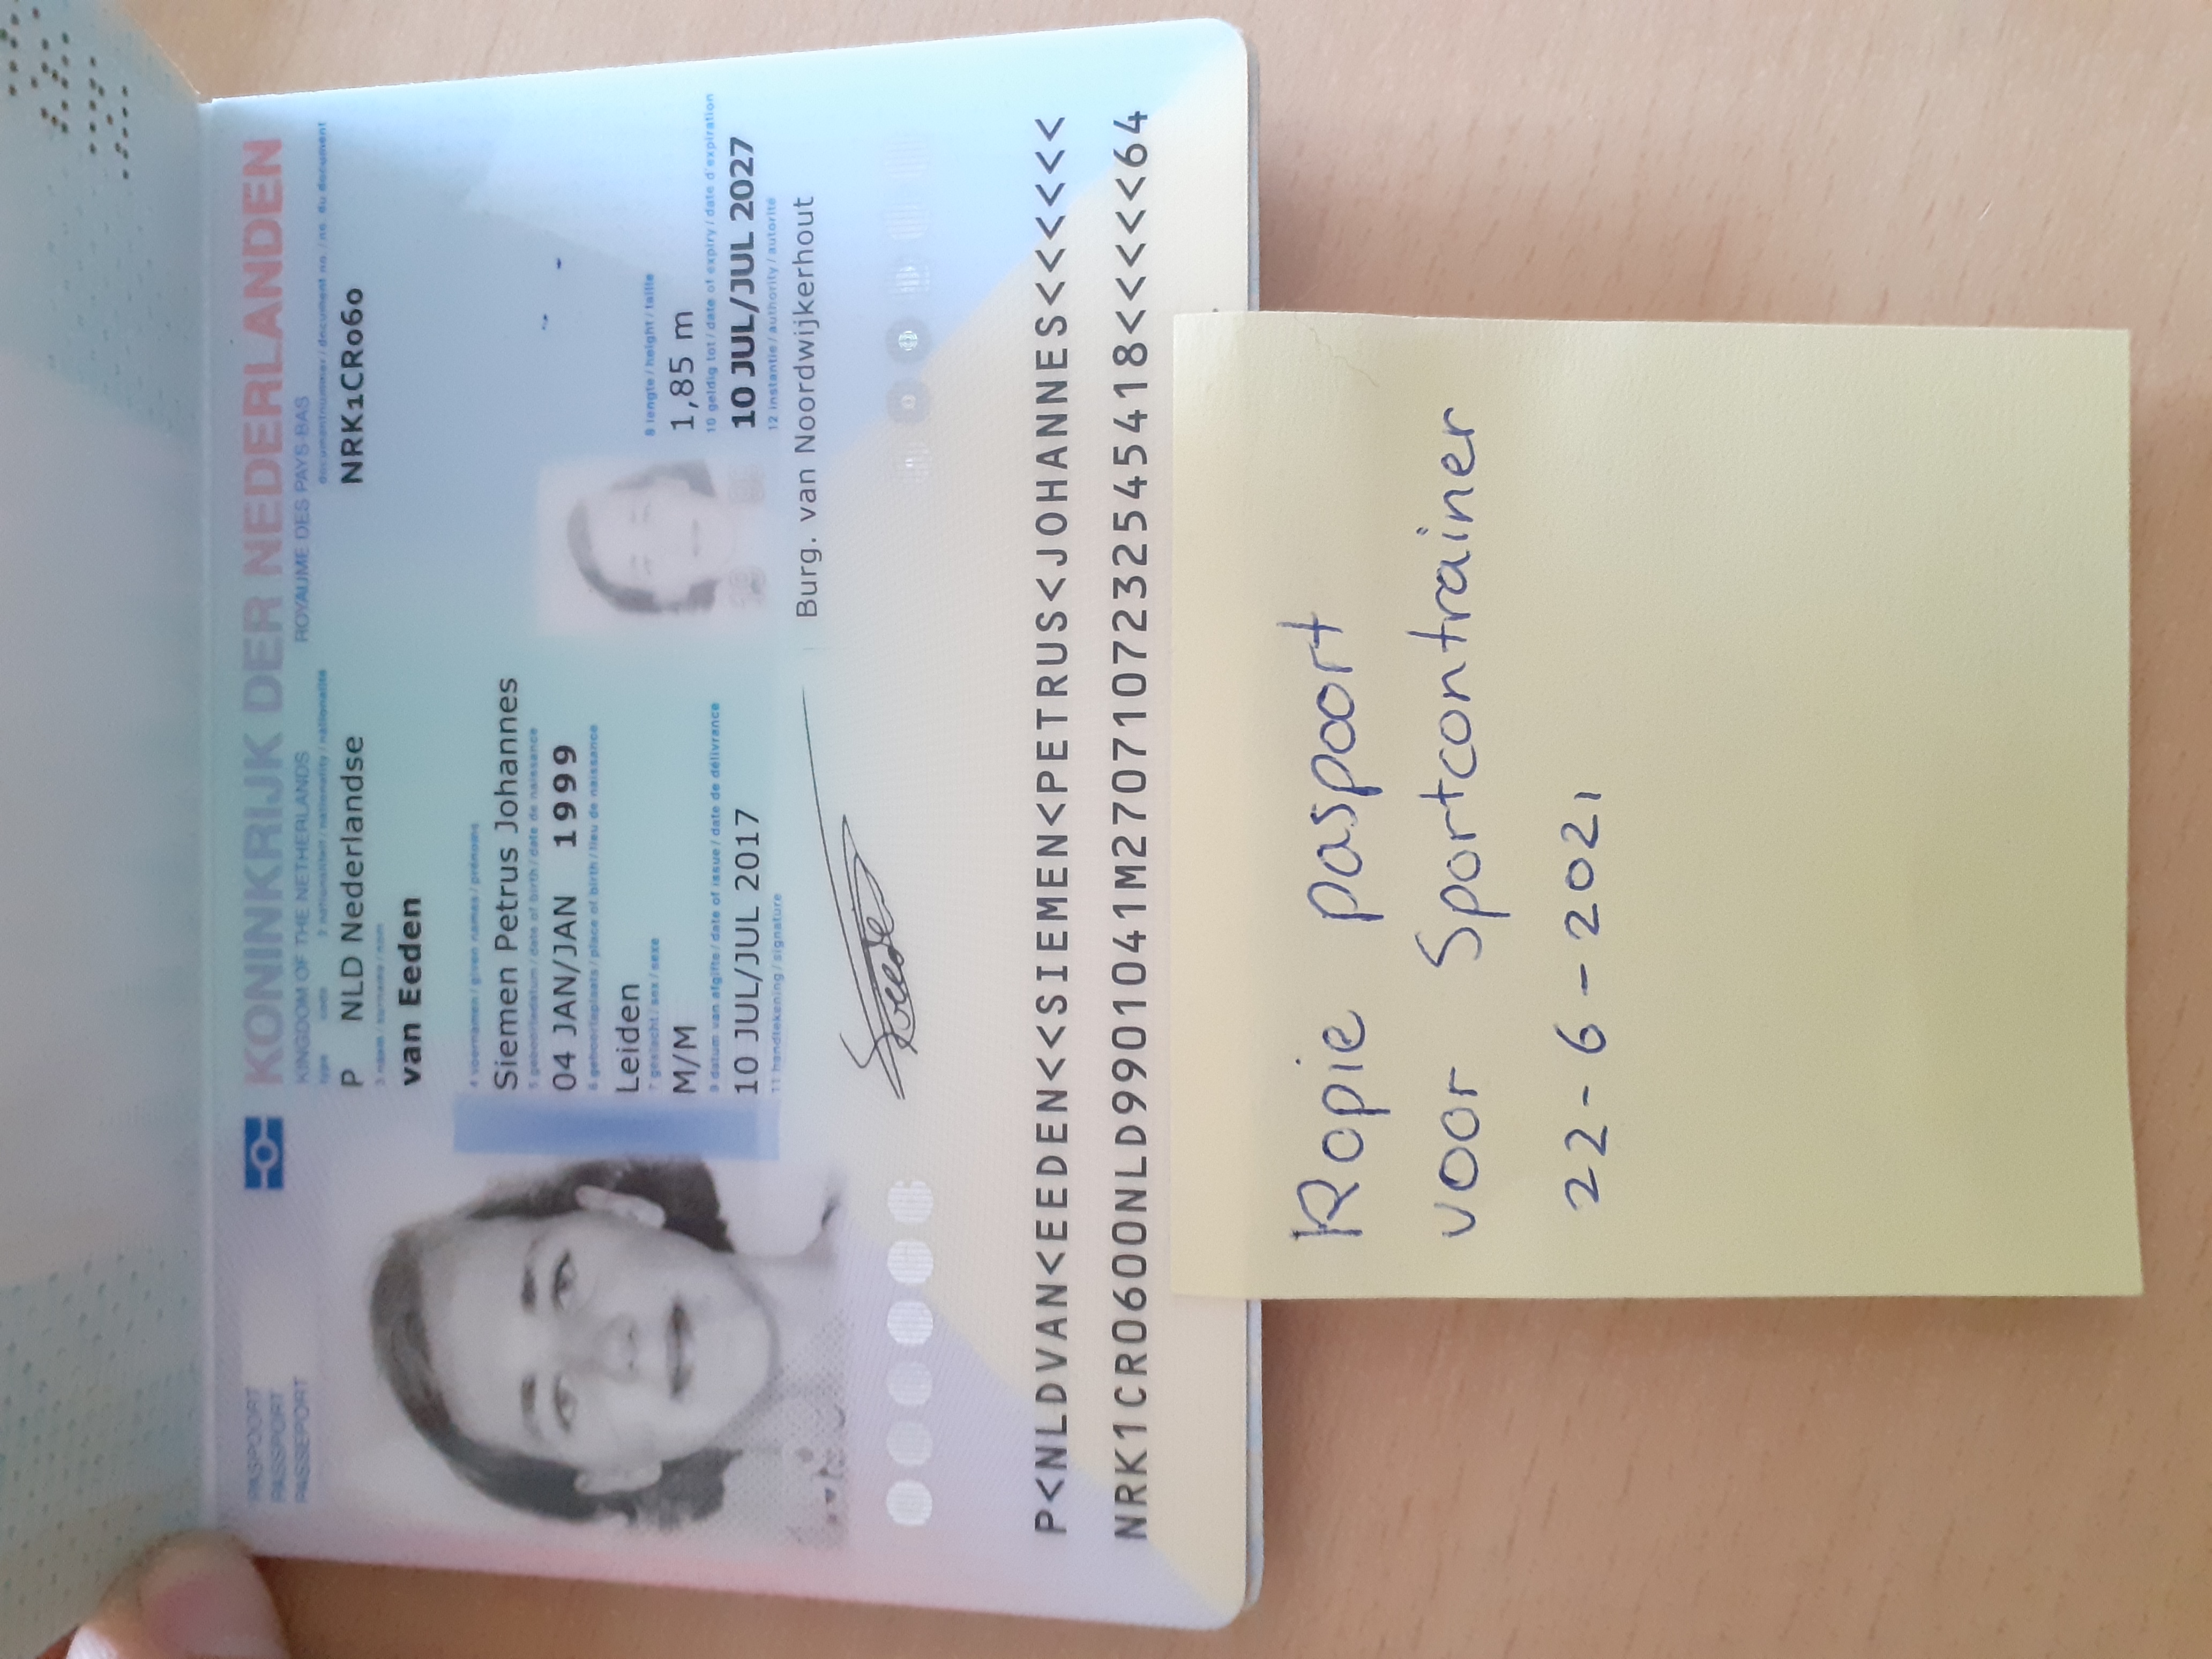 PASPOORT
PASSPORT
PASSEPORT
KONINKRIJK DER NEDERLANDEN
KINGDOM OF THE NETHERLANDS ROYAUME DES PAYS-BAS
type code 2 nationaliteit / nationality / nationalité documentnummer / document no. / no. du document
P NLD Nederlandse NRK1CR060
3 naam / surname / nom
van Eeden
4 voornamen / given names / prénoms
Siemen Petrus Johannes
5 geboortedatum / date of birth / date de naissance
04 JAN/JAN 1999
6 geboorteplaats / place of birth / lieu de naissance
Leiden
7 geslacht / sex / sexe 8 lengte / height / taille
M/M 1,85 m
9 datum van afgifte / date of issue / date de délivrance 10 geldig tot / date of expiry / date d'expiration
10 JUL/JUL 2017 10 JUL/JUL 2027
11 handtekening / signature 12 instantie / authority / autorité
Burg. van Noordwijkerhout
P<NLDVAN<EEDEN<<SIEMEN<PETRUS<JOHANNES<<<<<<
NRK1CR0600NLD9901041M2707107232545418<<<<<64
Kopie paspoort
voor Sportcontrainer
22-6-2021